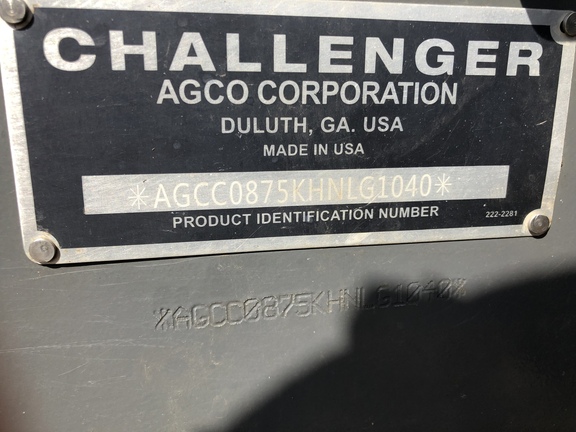 CHALLENGER
AGCO CORPORATION
DULUTH, GA. USA
MADE IN USA
*AGCC0875KHNLG1040*
PRODUCT IDENTIFICATION NUMBER 222-2281
*AGCC0875KHNLG1040*